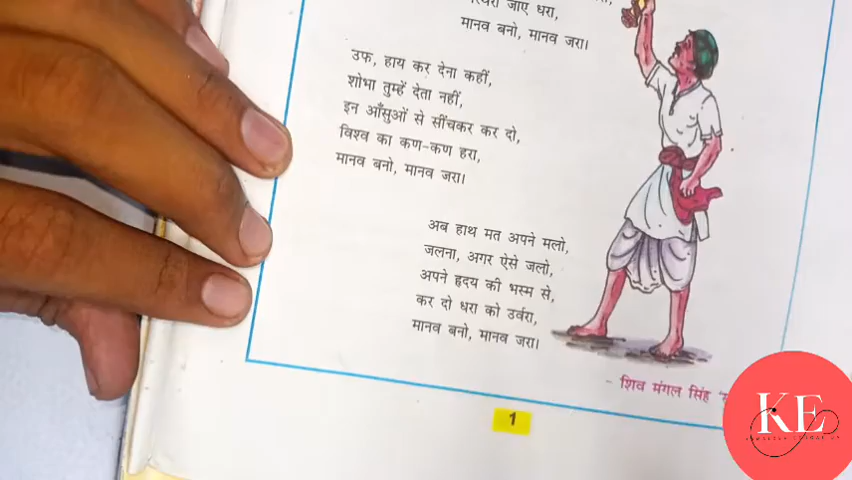 जाए धरा,
मानव बनो, मानव जरा।
उफ, हाय कर देना कहीं,
शोभा तुम्हें देता नहीं,
इन आँसुओं से सींचकर कर दो,
विश्व का कण-कण हरा,
मानव बनो, मानव जरा।
अब हाथ मत अपने मलो,
जलना, अगर ऐसे जलो,
अपने हृदय की भस्म से,
कर दो धरा को उर्वरा,
मानव बनो, मानव जरा।
- शिव मंगल सिंह
1
KE